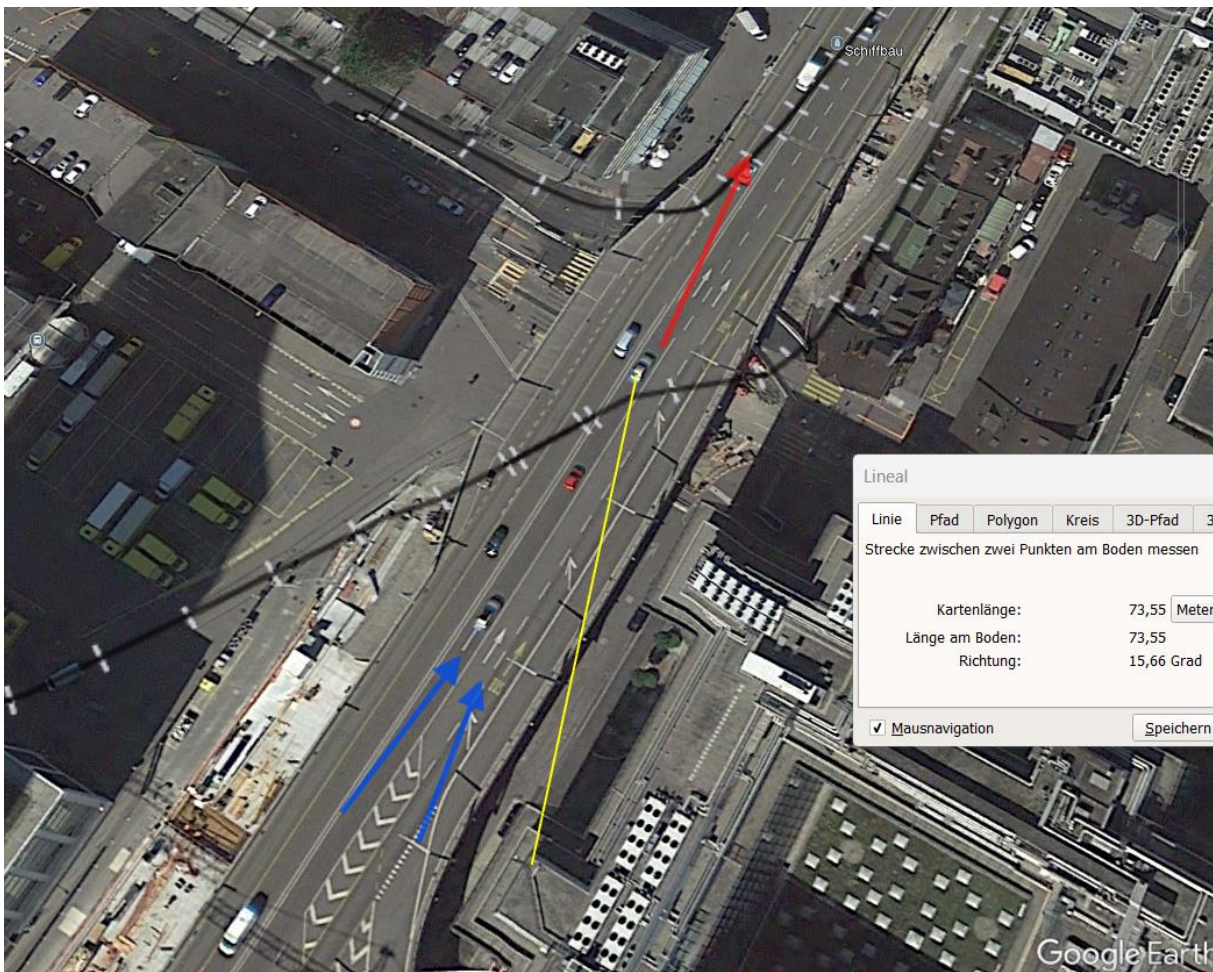 Schiffbau
Lineal
Linie Pfad Polygon Kreis 3D-Pfad 3
Strecke zwischen zwei Punkten am Boden messen
Kartenlänge: 73,55 Meter
Länge am Boden: 73,55
Richtung: 15,66 Grad
Mausnavigation Speichern
Google Earth